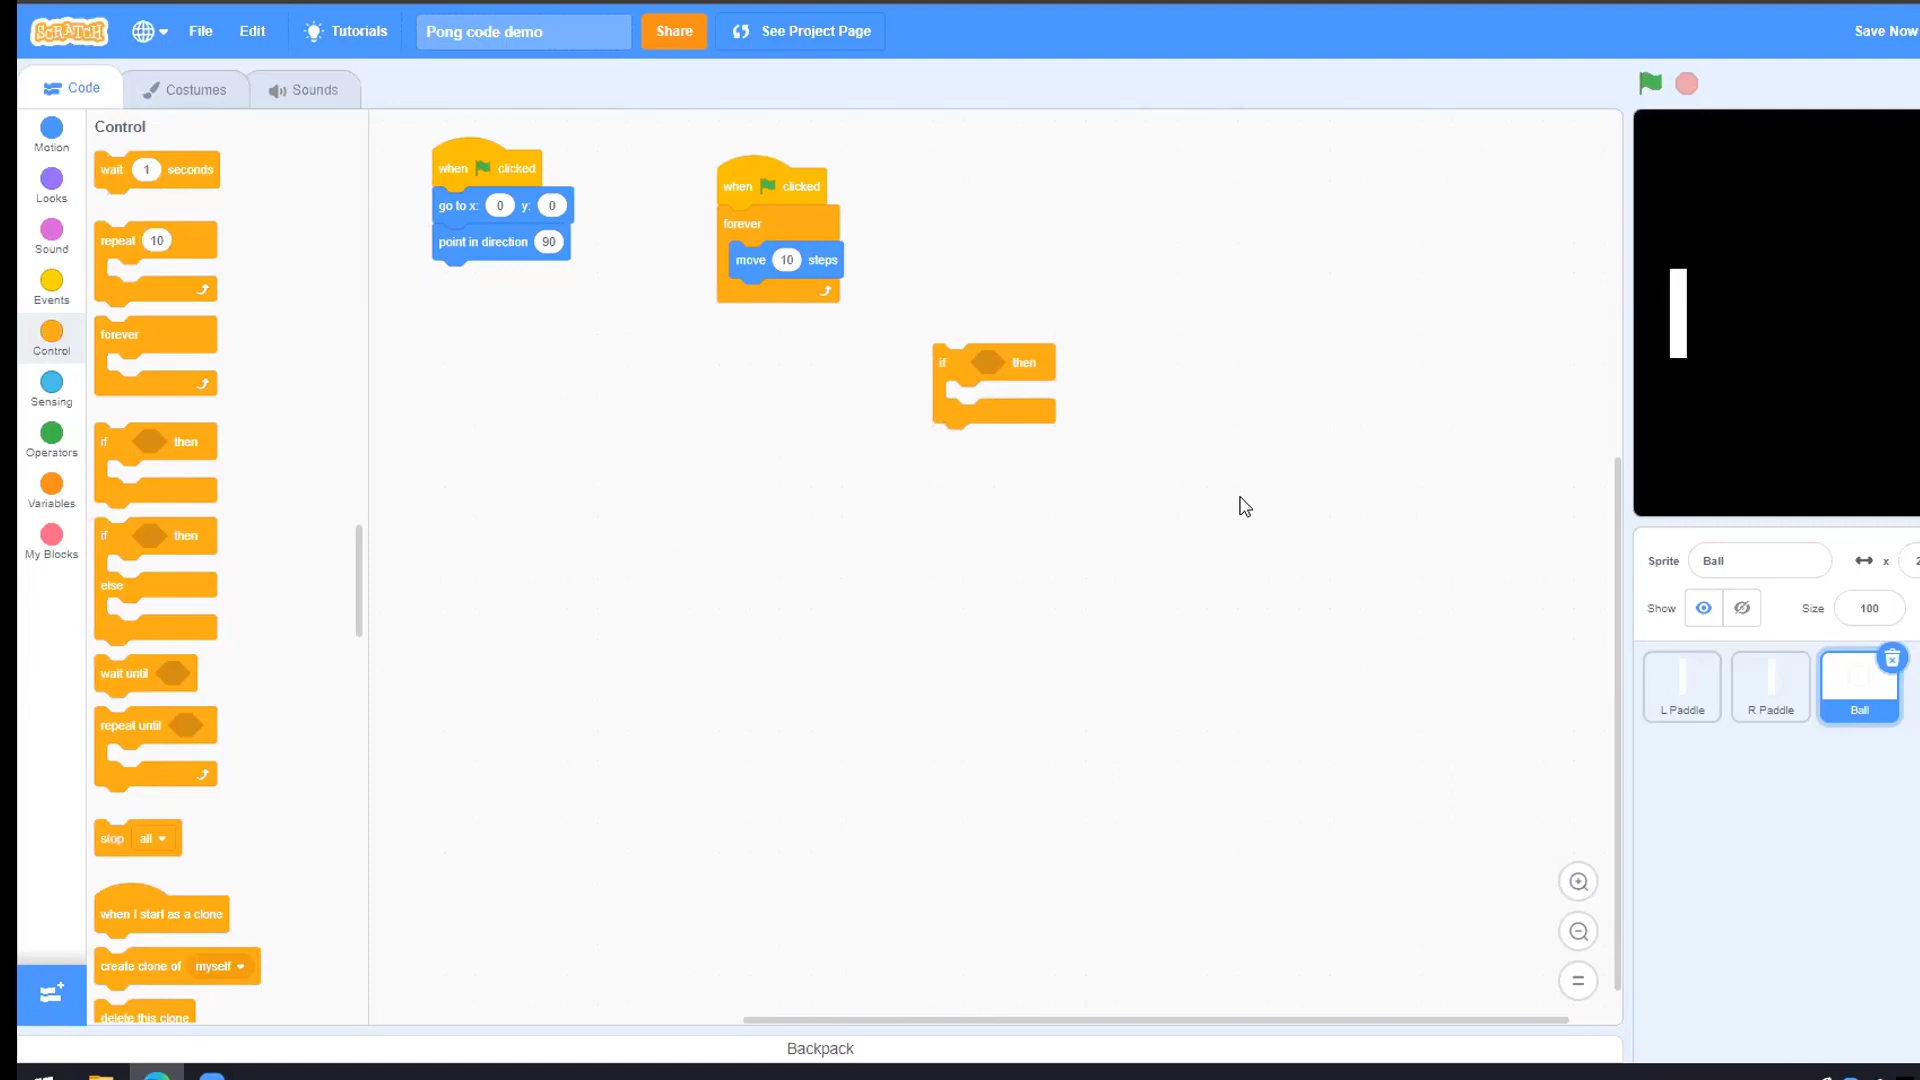 SCRATCH
File
Edit
Tutorials
Pong code demo
Share
See Project Page
Save Now
Code
Costumes
Sounds
Motion
Looks
Sound
Events
Control
Sensing
Operators
Variables
My Blocks
Control
wait 1 seconds
repeat 10
forever
if then
if then
else
wait until
repeat until
stop all
when I start as a clone
create clone of myself
delete this clone
when clicked
go to x: 0 y: 0
point in direction 90
when clicked
forever
move 10 steps
if then
Backpack
Sprite Ball x 2
Show Size 100
L Paddle
R Paddle
Ball